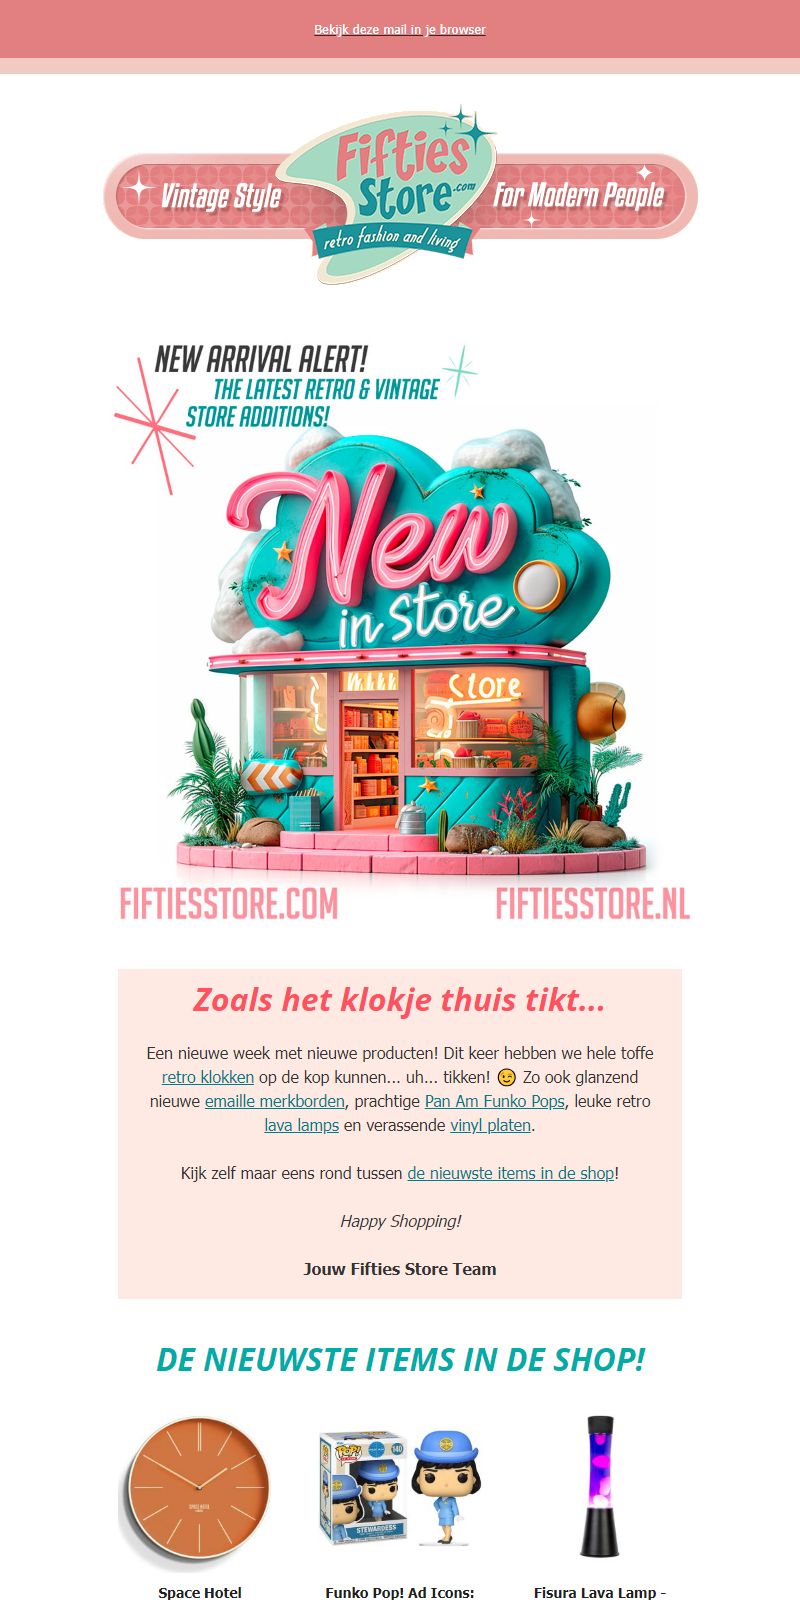 Bekijk deze mail in je browser
Vintage Style
Fifties
Store.com
retro fashion and living
For Modern People
NEW ARRIVAL ALERT!
THE LATEST RETRO & VINTAGE
STORE ADDITIONS!
New
in Store
Store
FIFTIESSTORE.COM
FIFTIESSTORE.NL
Zoals het klokje thuis tikt...
Een nieuwe week met nieuwe producten! Dit keer hebben we hele toffe
retro klokken op de kop kunnen... uh... tikken! 😉 Zo ook glanzend
nieuwe emaille merkborden, prachtige Pan Am Funko Pops, leuke retro
lava lamps en verassende vinyl platen.
Kijk zelf maar eens rond tussen de nieuwste items in de shop!
Happy Shopping!
Jouw Fifties Store Team
DE NIEUWSTE ITEMS IN DE SHOP!
SPACE HOTEL
POP!
PAN AM
140
STEWARDESS
Space Hotel
Funko Pop! Ad Icons:
Fisura Lava Lamp -